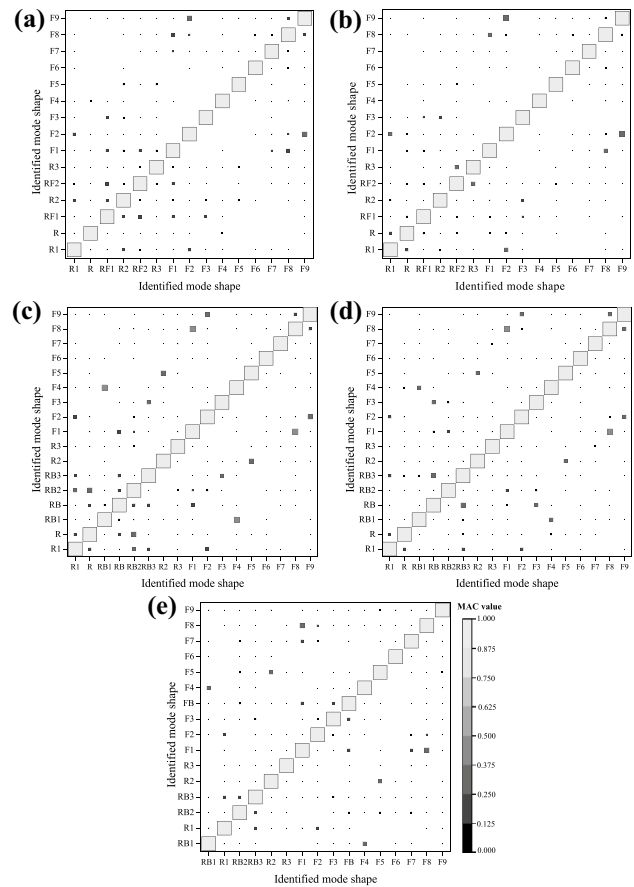 (a)
Identified mode shape
F9
F8
F7
F6
F5
F4
F3
F2
F1
R3
RF2
R2
RF1
R
R1
R1 R RF1 R2 RF2 R3 F1 F2 F3 F4 F5 F6 F7 F8 F9
Identified mode shape
(b)
Identified mode shape
F9
F8
F7
F6
F5
F4
F3
F2
F1
R3
RF2
R2
RF1
R
R1
R1 R RF1 R2 RF2 R3 F1 F2 F3 F4 F5 F6 F7 F8 F9
Identified mode shape
(c)
Identified mode shape
F9
F8
F7
F6
F5
F4
F3
F2
F1
R3
R2
RB3
RB2
RB
RB1
R
R1
R1 R RB1 RB RB2 RB3 R2 R3 F1 F2 F3 F4 F5 F6 F7 F8 F9
Identified mode shape
(d)
Identified mode shape
F9
F8
F7
F6
F5
F4
F3
F2
F1
R3
R2
RB3
RB2
RB
RB1
R
R1
R1 R RB1 RB RB2 RB3 R2 R3 F1 F2 F3 F4 F5 F6 F7 F8 F9
Identified mode shape
(e)
Identified mode shape
F9
F8
F7
F6
F5
F4
FB
F3
F2
F1
R3
R2
RB3
RB2
R1
RB1
RB1 R1 RB2 RB3 R2 R3 F1 F2 F3 FB F4 F5 F6 F7 F8 F9
Identified mode shape
MAC value
1.000
0.875
0.750
0.625
0.500
0.375
0.250
0.125
0.000